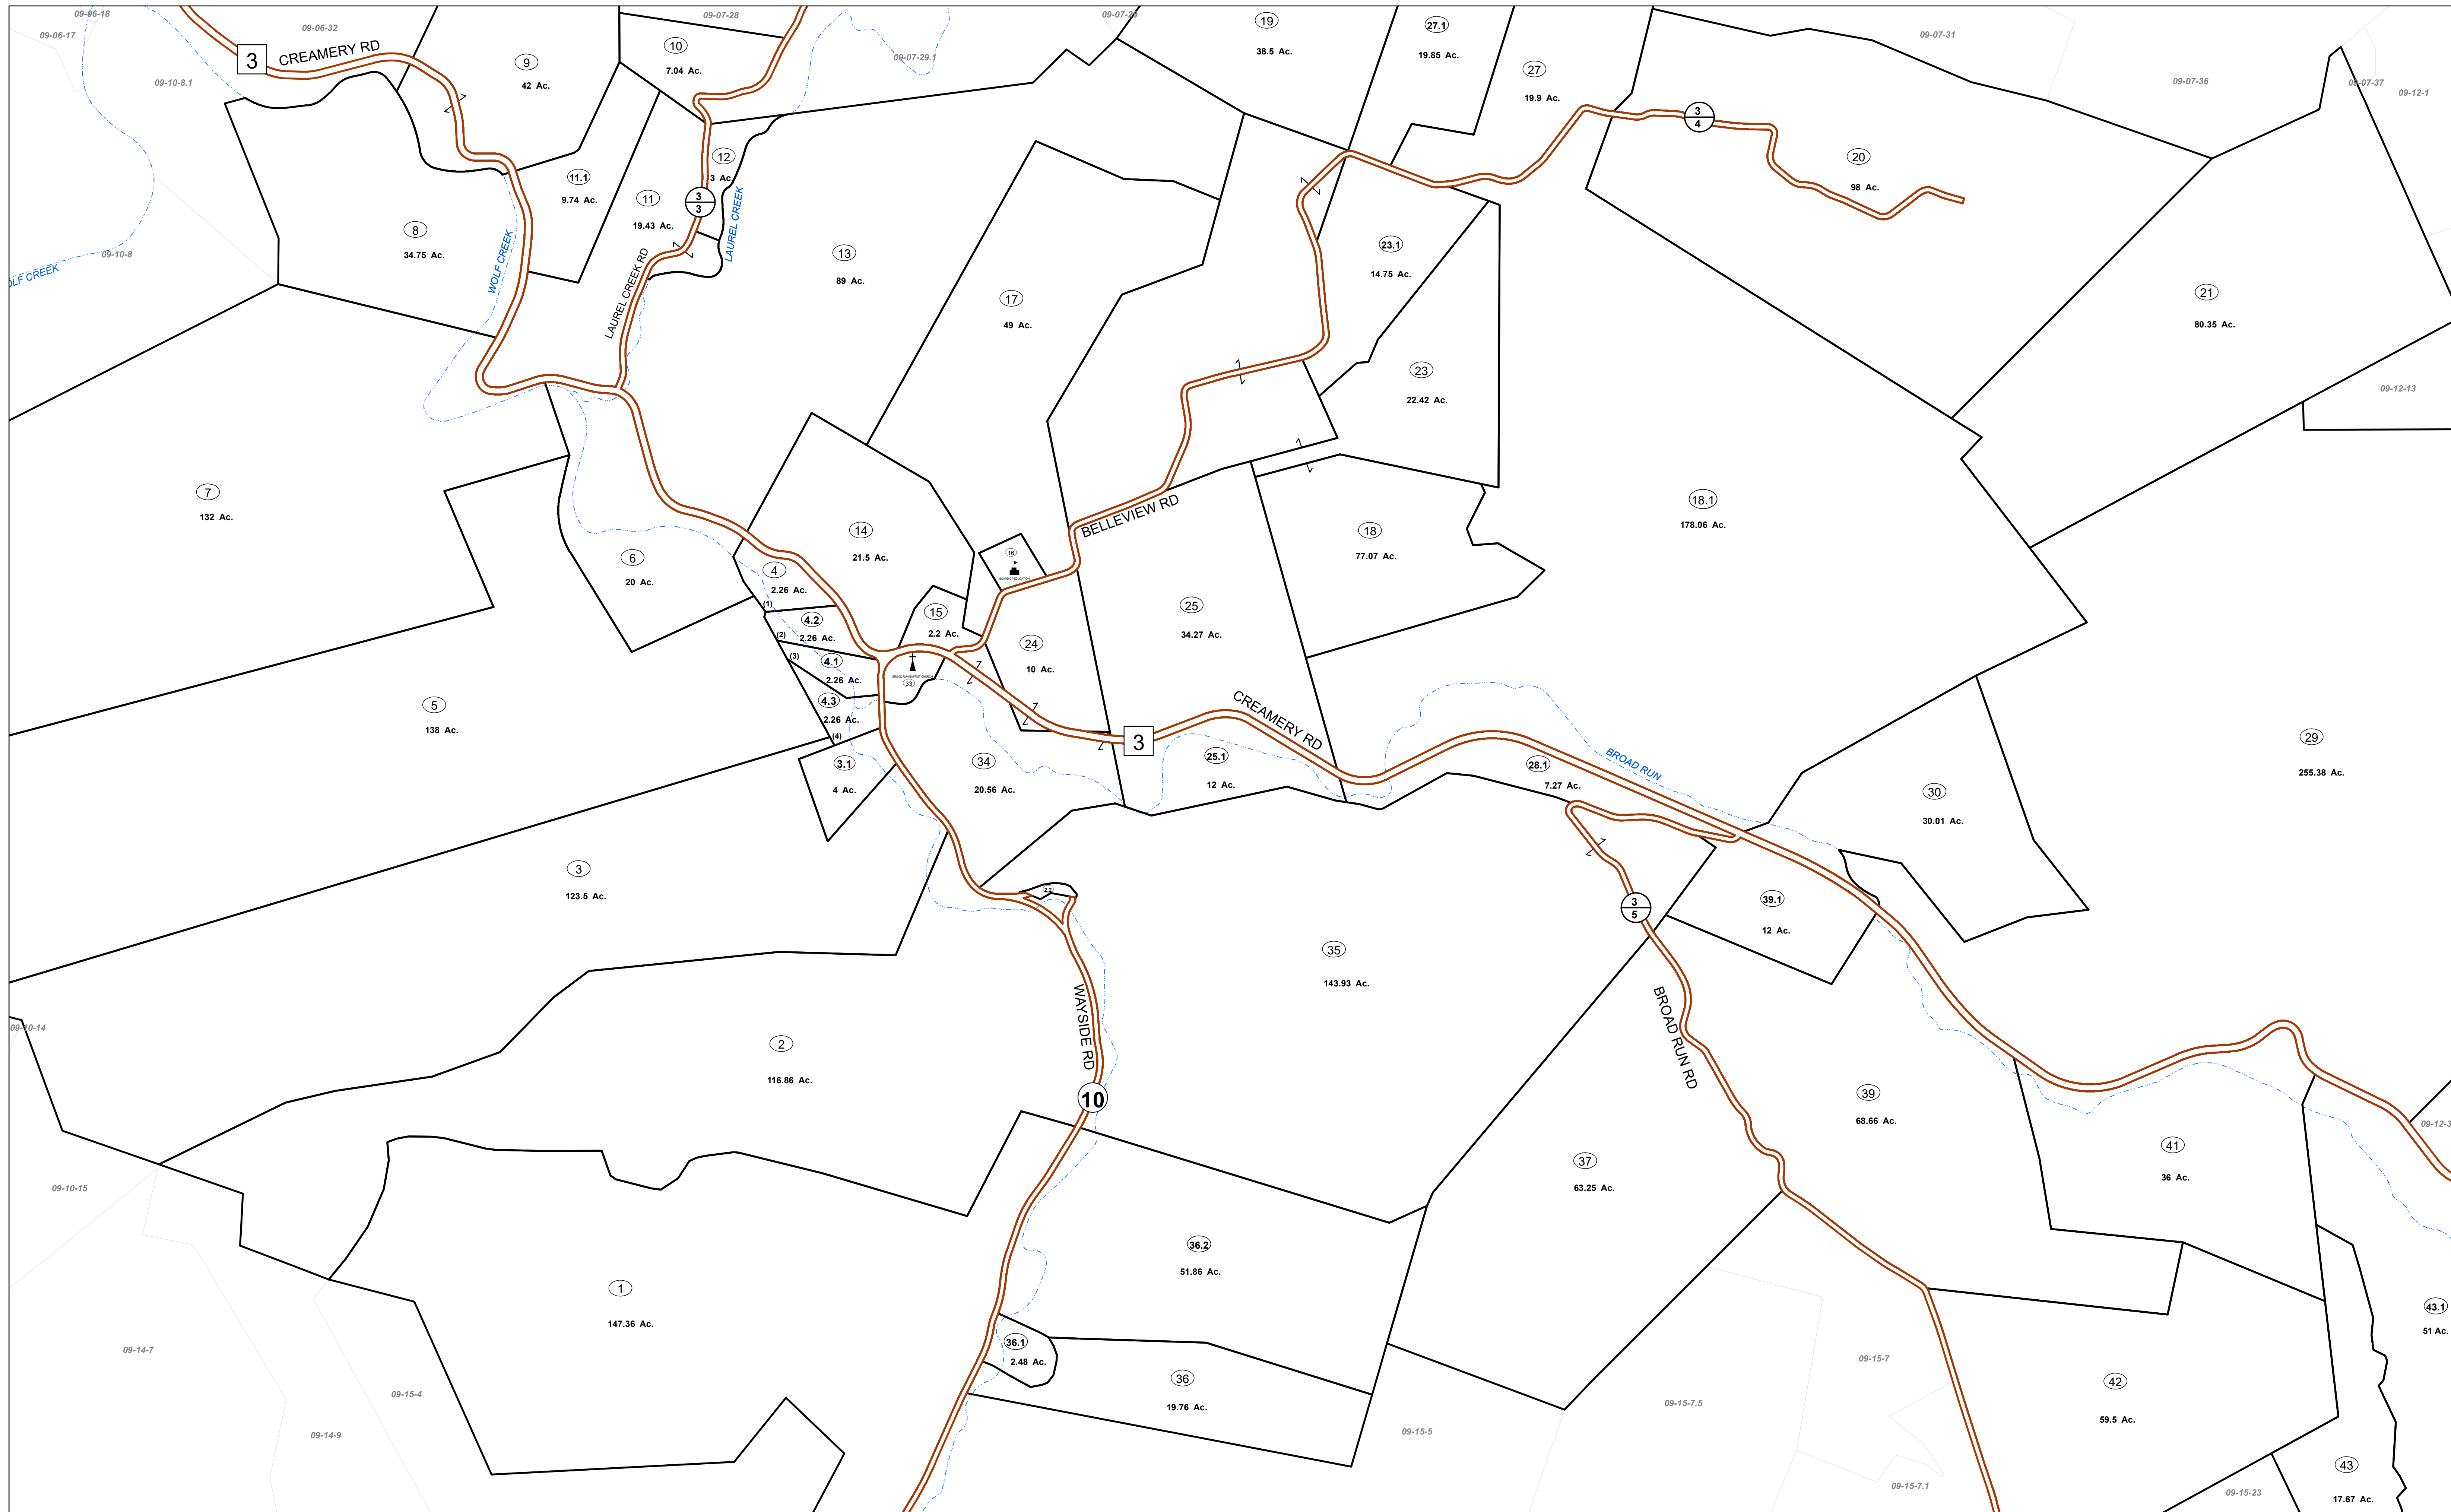 09-06-18
09-06-17
09-06-32
09-07-28
09-07-29
09-07-31
09-07-36
09-07-37
09-12-1
09-10-8.1
09-07-29.1
3
CREAMERY RD
9
42 Ac.
10
7.04 Ac.
19
38.5 Ac.
27.1
19.85 Ac.
27
19.9 Ac.
3
4
20
98 Ac.
11.1
9.74 Ac.
12
3 Ac.
11
19.43 Ac.
3
3
LAUREL CREEK
8
34.75 Ac.
09-10-8
WOLF CREEK
LAUREL CREEK RD
13
89 Ac.
17
49 Ac.
23.1
14.75 Ac.
21
80.35 Ac.
23
22.42 Ac.
09-12-13
7
132 Ac.
18.1
178.06 Ac.
BELLEVIEW RD
14
21.5 Ac.
18
77.07 Ac.
6
20 Ac.
4
2.26 Ac.
16
BOARD OF EDUCATION
(1)
4.2
2.26 Ac.
15
2.2 Ac.
25
34.27 Ac.
(2)
(3)
4.1
2.26 Ac.
24
10 Ac.
33
4.3
2.26 Ac.
(4)
5
138 Ac.
CREAMERY RD
3
BROAD RUN
29
255.38 Ac.
3.1
4 Ac.
34
20.56 Ac.
25.1
12 Ac.
28.1
7.27 Ac.
30
30.01 Ac.
3
123.5 Ac.
2.2
3
5
39.1
12 Ac.
35
143.93 Ac.
WAYSIDE RD
BROAD RUN RD
09-10-14
2
116.86 Ac.
10
39
68.66 Ac.
41
36 Ac.
37
63.25 Ac.
09-10-15
36.2
51.86 Ac.
1
147.36 Ac.
43.1
51 Ac.
36.1
2.48 Ac.
09-14-7
09-15-4
36
19.76 Ac.
09-15-7
42
59.5 Ac.
09-15-7.5
09-14-9
09-15-5
43
17.67 Ac.
09-15-7.1
09-15-23